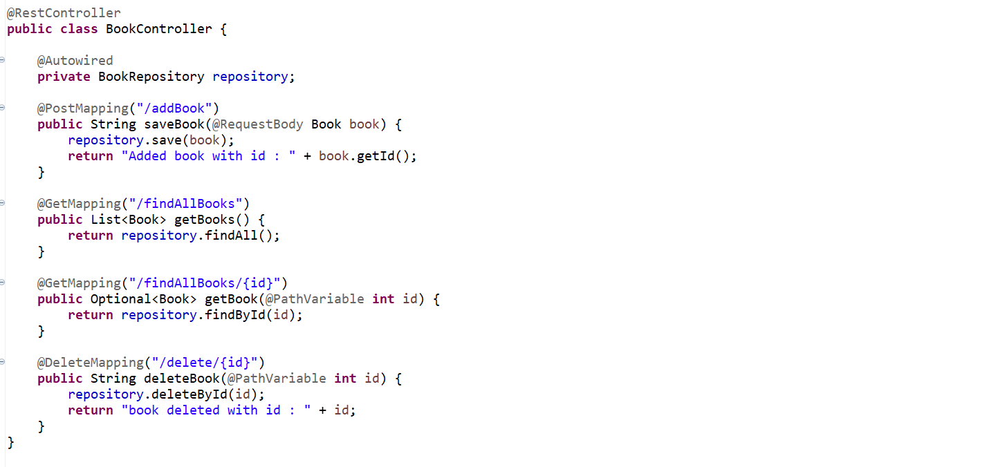 @RestController
public class BookController {
@Autowired
private BookRepository repository;
@PostMapping("/addBook")
public String saveBook(@RequestBody Book book) {
repository.save(book);
return "Added book with id : " + book.getId();
}
@GetMapping("/findAllBooks")
public List<Book> getBooks() {
return repository.findAll();
}
@GetMapping("/findAllBooks/{id}")
public Optional<Book> getBook(@PathVariable int id) {
return repository.findById(id);
}
@DeleteMapping("/delete/{id}")
public String deleteBook(@PathVariable int id) {
repository.deleteById(id);
return "book deleted with id : " + id;
}
}